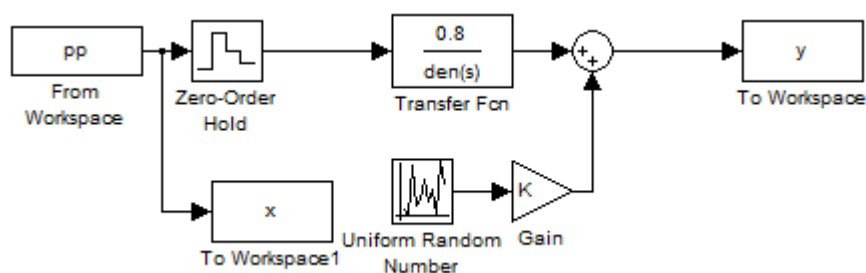 pp
From
Workspace
Zero-Order
Hold
0.8
den(s)
Transfer Fcn
+
+
y
To Workspace
x
To Workspace1
Uniform Random
Number
K
Gain